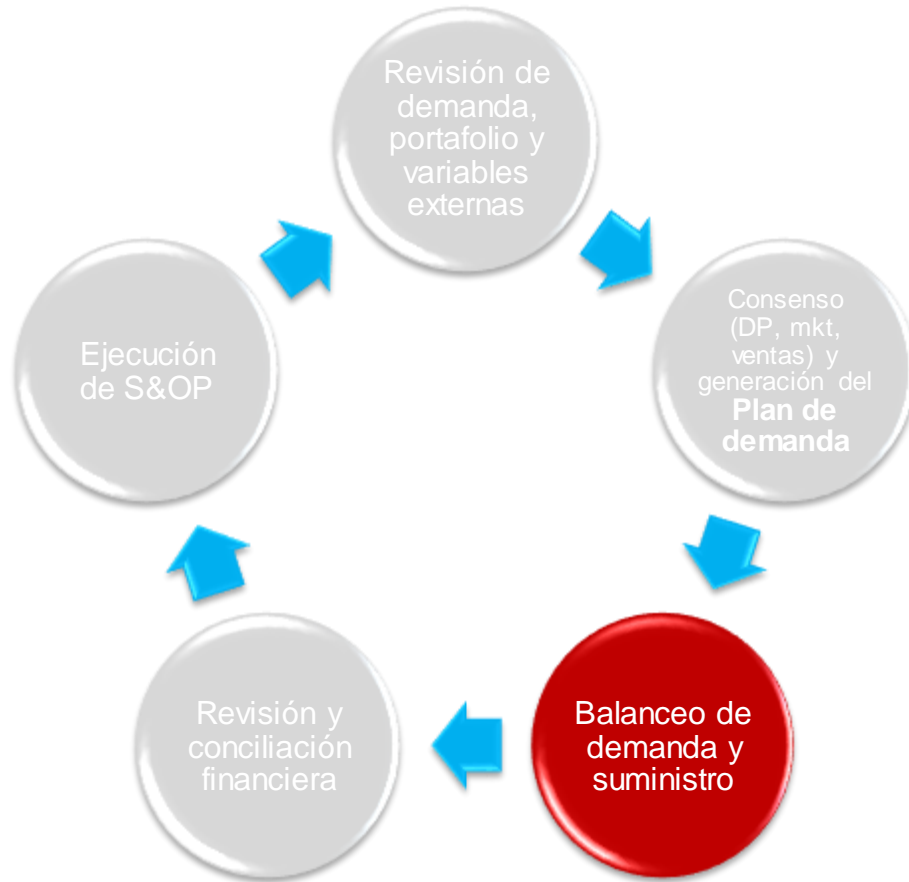 Revisión de
demanda,
portafolio y
variables
externas
Consenso
(DP, mkt,
ventas) y
generación del
Plan de
demanda
Balanceo de
demanda y
suministro
Revisión y
conciliación
financiera
Ejecución
de S&OP